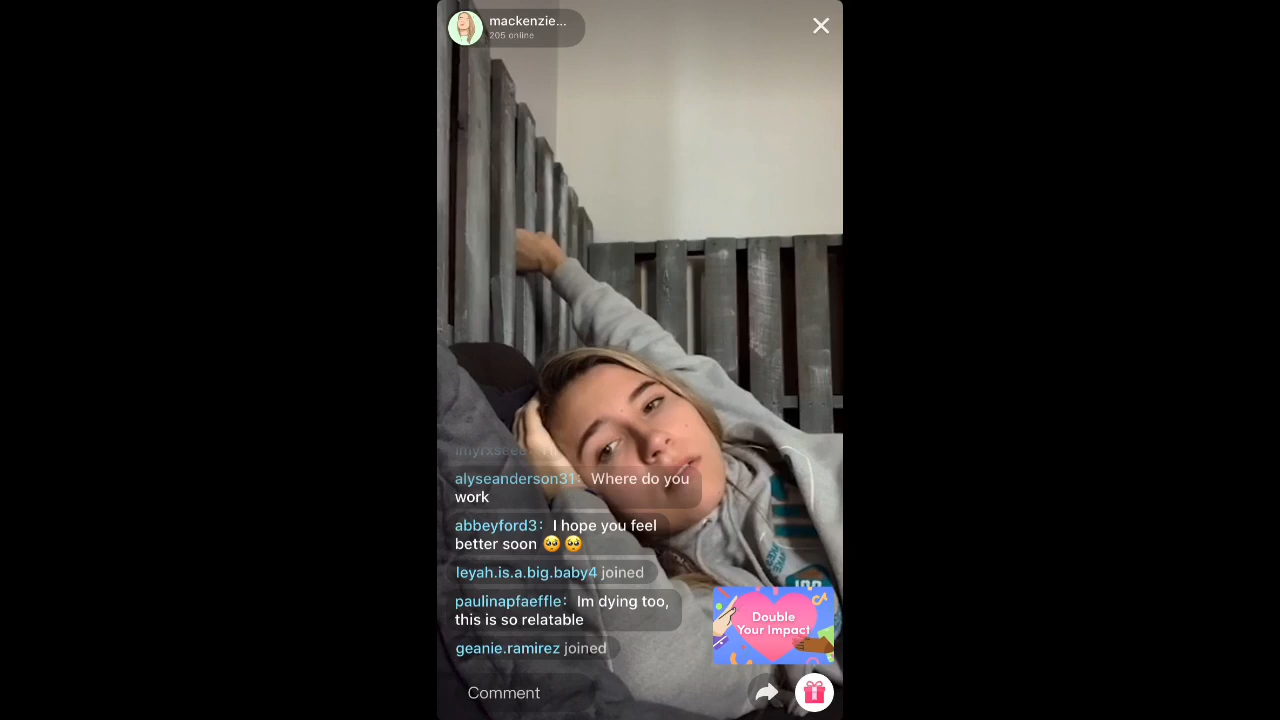 mackenzie...
205 online
alyseanderson31: Where do you
work
abbeyford3: I hope you feel
better soon 🥺 🥺
leyah.is.a.big.baby4 joined
paulinapfaeffle: Im dying too,
this is so relatable
geanie.ramirez joined
Double
Your Impact
Comment